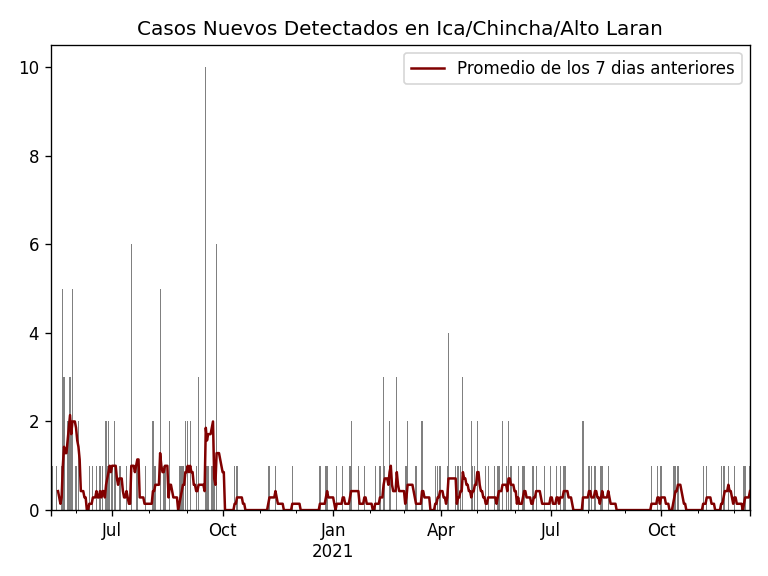 Casos Nuevos Detectados en Ica/Chincha/Alto Laran
Promedio de los 7 dias anteriores
10
8
6
4
2
0
Jul
Oct
Jan
2021
Apr
Jul
Oct